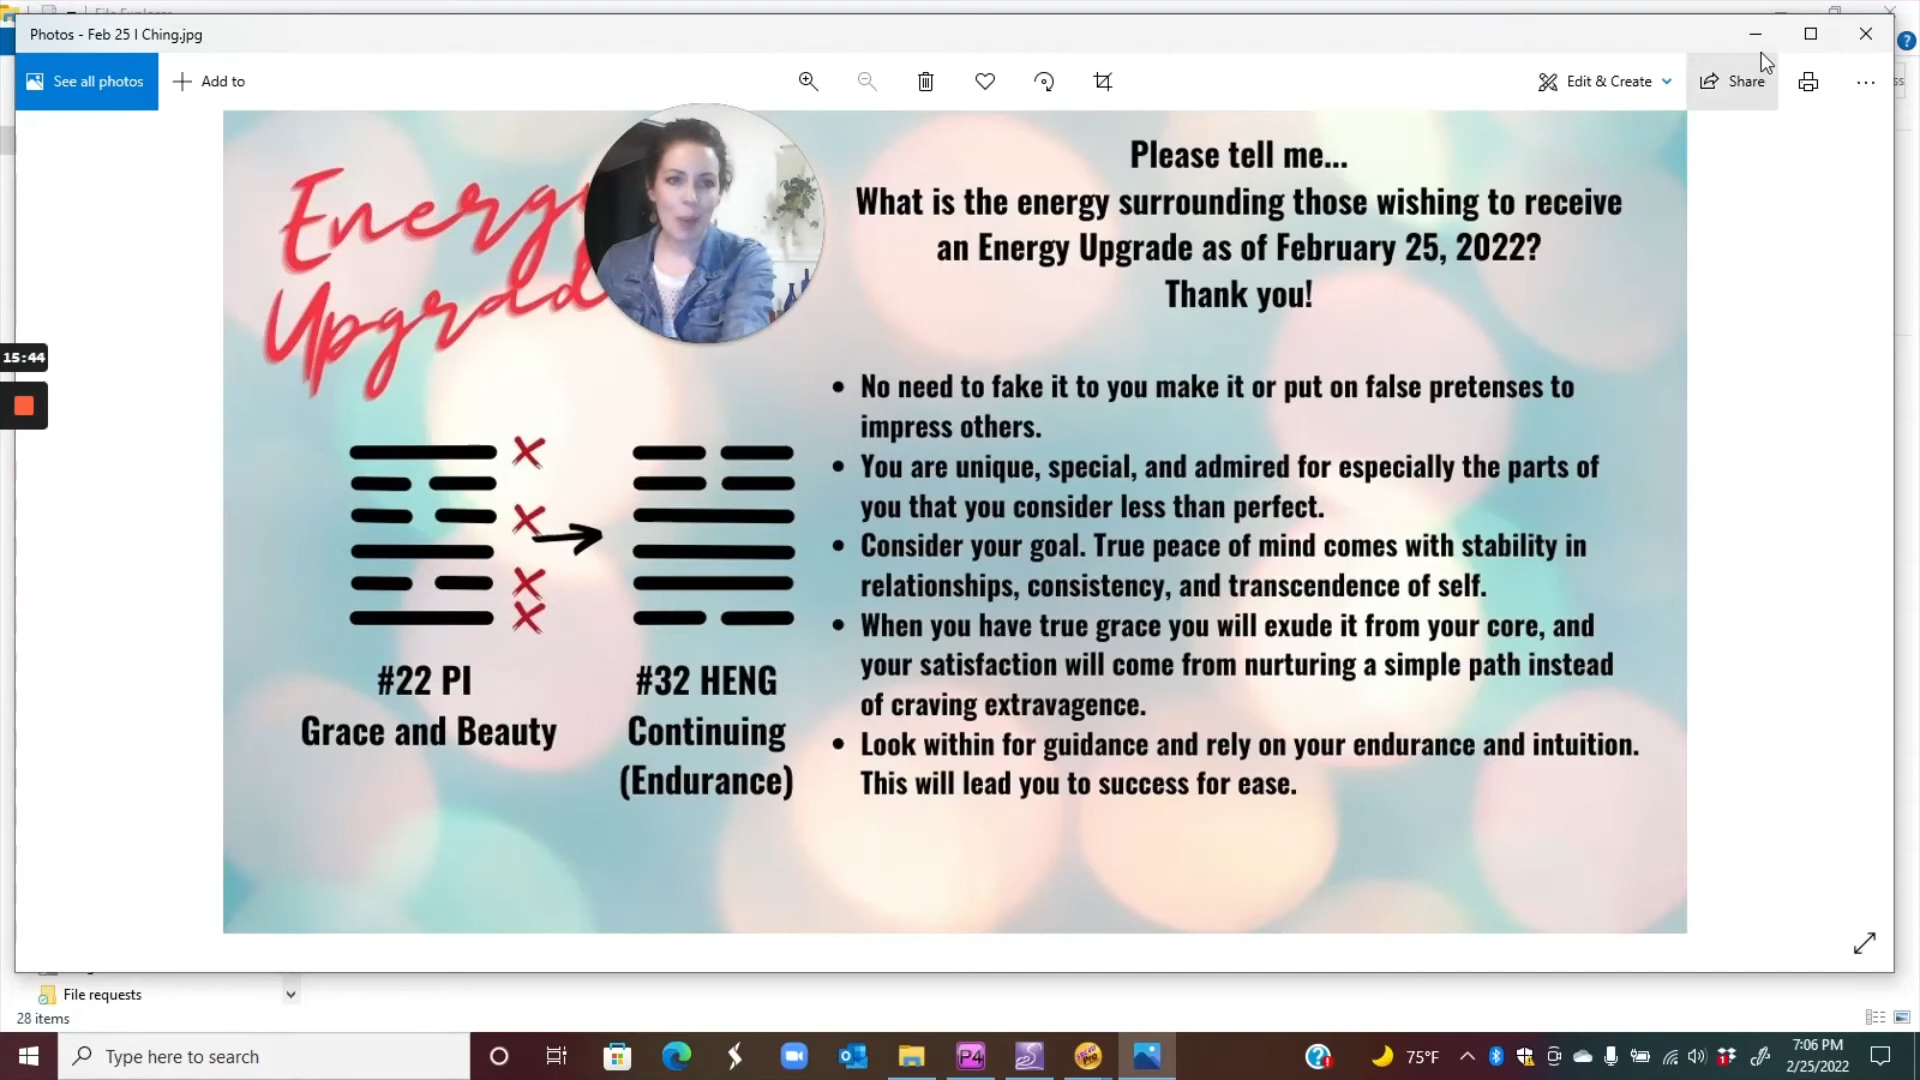 File Explorer
Photos - Feb 25 I Ching.jpg
See all photos
Add to
Edit & Create
Share
Energy
Upgrad
Please tell me...
What is the energy surrounding those wishing to receive
an Energy Upgrade as of February 25, 2022?
Thank you!
15:44
• No need to fake it to you make it or put on false pretenses to
impress others.
• You are unique, special, and admired for especially the parts of
you that you consider less than perfect.
• Consider your goal. True peace of mind comes with stability in
relationships, consistency, and transcendence of self.
• When you have true grace you will exude it from your core, and
your satisfaction will come from nurturing a simple path instead
of craving extravagence.
• Look within for guidance and rely on your endurance and intuition.
This will lead you to success for ease.
#22 PI
Grace and Beauty
#32 HENG
Continuing
(Endurance)
File requests
28 items
Type here to search
P4
Pro
75°F
7:06 PM
2/25/2022